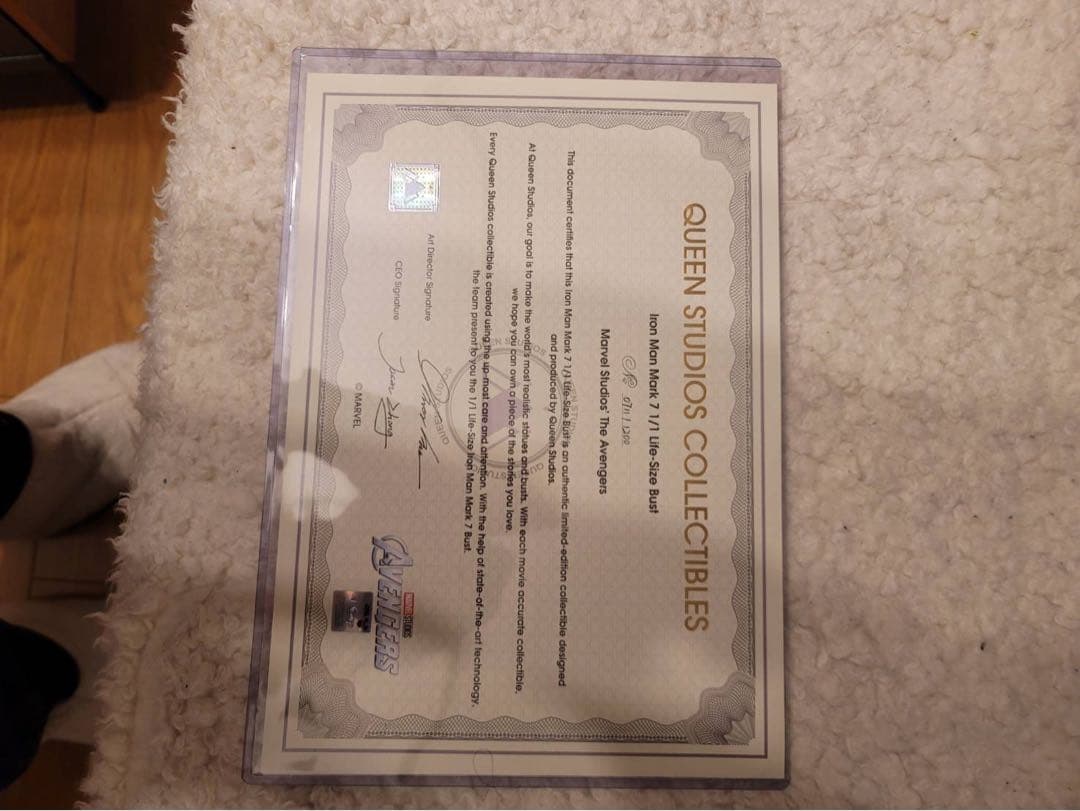 QUEEN STUDIOS COLLECTIBLES
Iron Man Mark 7 1/1 Life-Size Bust
Marvel Studios' The Avengers
This document certifies that this Iron Man Mark 7 1/1 Life-Size Bust is an authentic limited-edition collectible designed
and produced by Queen Studios.
At Queen Studios, our goal is to make the world's most realistic statues and busts. With each movie accurate collectible,
we hope you can own a piece of the stories you love.
Every Queen Studios collectible is created using the up-most care and attention. With the help of state-of-the-art technology,
the team present to you the 1/1 Life-Size Iron Man Mark 7 Bust.
Art Director Signature
CEO Signature
MARVEL STUDIOS
AVENGERS
© MARVEL